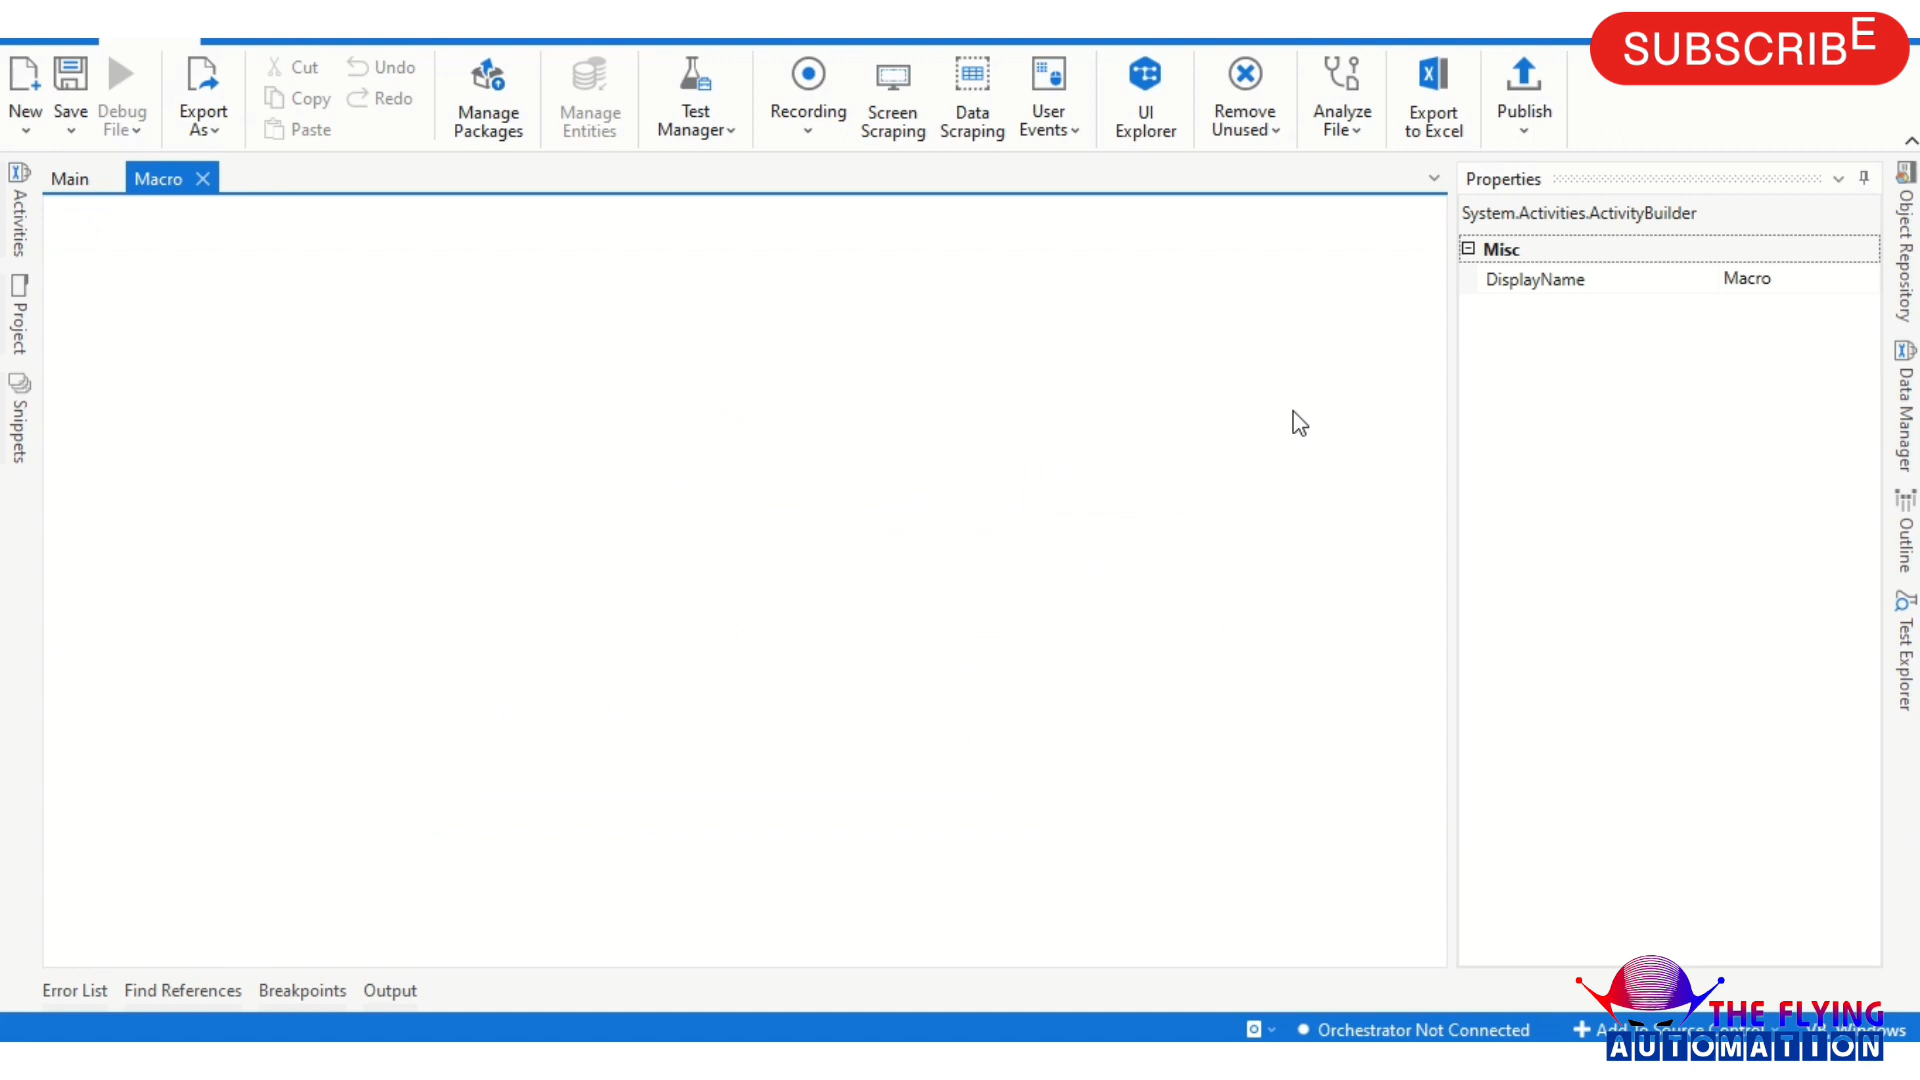 SUBSCRIBE
New
Save
Debug
File
Export
As
Cut
Undo
Copy
Redo
Paste
Manage
Packages
Manage
Entities
Test
Manager
Recording
Screen
Scraping
Data
Scraping
User
Events
UI
Explorer
Remove
Unused
Analyze
File
Export
to Excel
Publish
Main
Macro
Properties
System.Activities.ActivityBuilder
Misc
DisplayName
Macro
Activities
Project
Snippets
Object Repository
Data Manager
Outline
Test Explorer
Error List
Find References
Breakpoints
Output
Orchestrator Not Connected
Add to Source Control
VB, Windows
THE FLYING
AUTOMATION